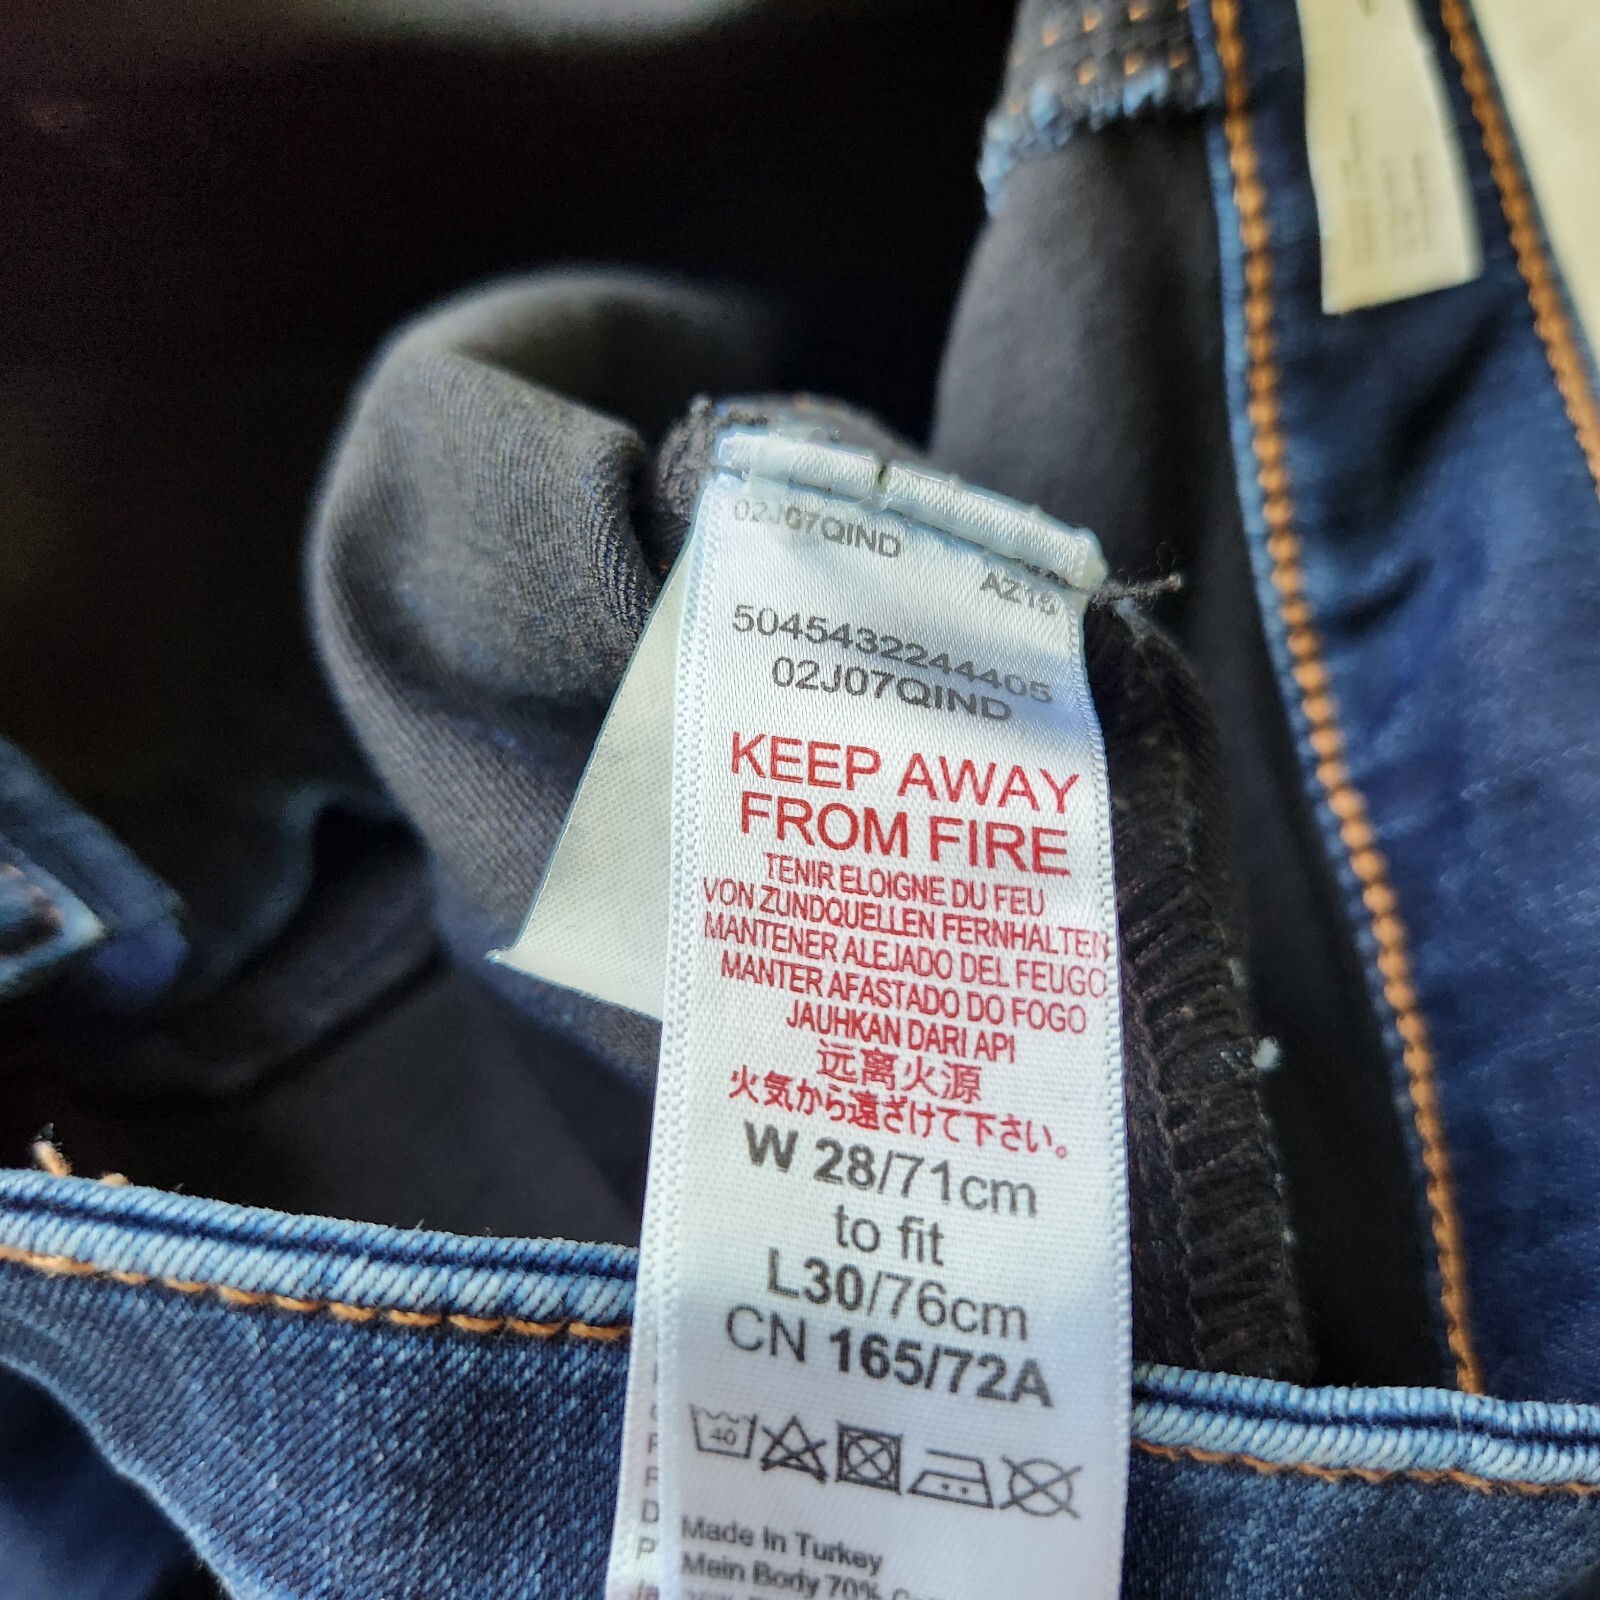 02J07QIND
AZ16
5045432244405
02J07QIND
KEEP AWAY
FROM FIRE
TENIR ELOIGNE DU FEU
VON ZUNDQUELLEN FERNHALTEN
MANTENER ALEJADO DEL FEUGO
MANTER AFASTADO DO FOGO
JAUHKAN DARI API
远离火源
火気から遠ざけて下さい。
W 28/71cm
to fit
L30/76cm
CN 165/72A
40
Made In Turkey
Mein Body 70%